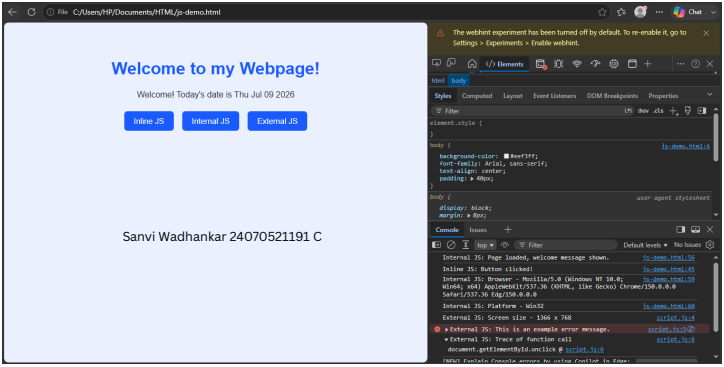 File C:/Users/HP/Documents/HTML/js-demo.html
Chat
Welcome to my Webpage!
Welcome! Today's date is Thu Jul 09 2026
Inline JS Internal JS External JS
Sanvi Wadhankar 24070521191 C
The webhint experiment has been turned off by default. To re-enable it, go to
Settings > Experiments > Enable webhint.
Elements
html body
Styles Computed Layout Event Listeners DOM Breakpoints Properties
Filter :hov .cls
element.style {
}
body { js-demo.html:6
background-color: #eef3ff;
font-family: Arial, sans-serif;
text-align: center;
padding: 40px;
}
body { user agent stylesheet
display: block;
margin: 8px;
Console Issues
top Filter Default levels No Issues
Internal JS: Page loaded, welcome message shown. js-demo.html:56
Inline JS: Button clicked! js-demo.html:45
Internal JS: Browser - Mozilla/5.0 (Windows NT 10.0; js-demo.html:59
Win64; x64) AppleWebKit/537.36 (KHTML, like Gecko) Chrome/150.0.0.0
Safari/537.36 Edg/150.0.0.0
Internal JS: Platform - Win32 js-demo.html:60
External JS: Screen size - 1366 x 768 script.js:4
External JS: This is an example error message. script.js:5
External JS: Trace of function call script.js:6
document.getElementById.onclick @ script.js:6
[NEW] Explain Console errors by using Copilot in Edge: